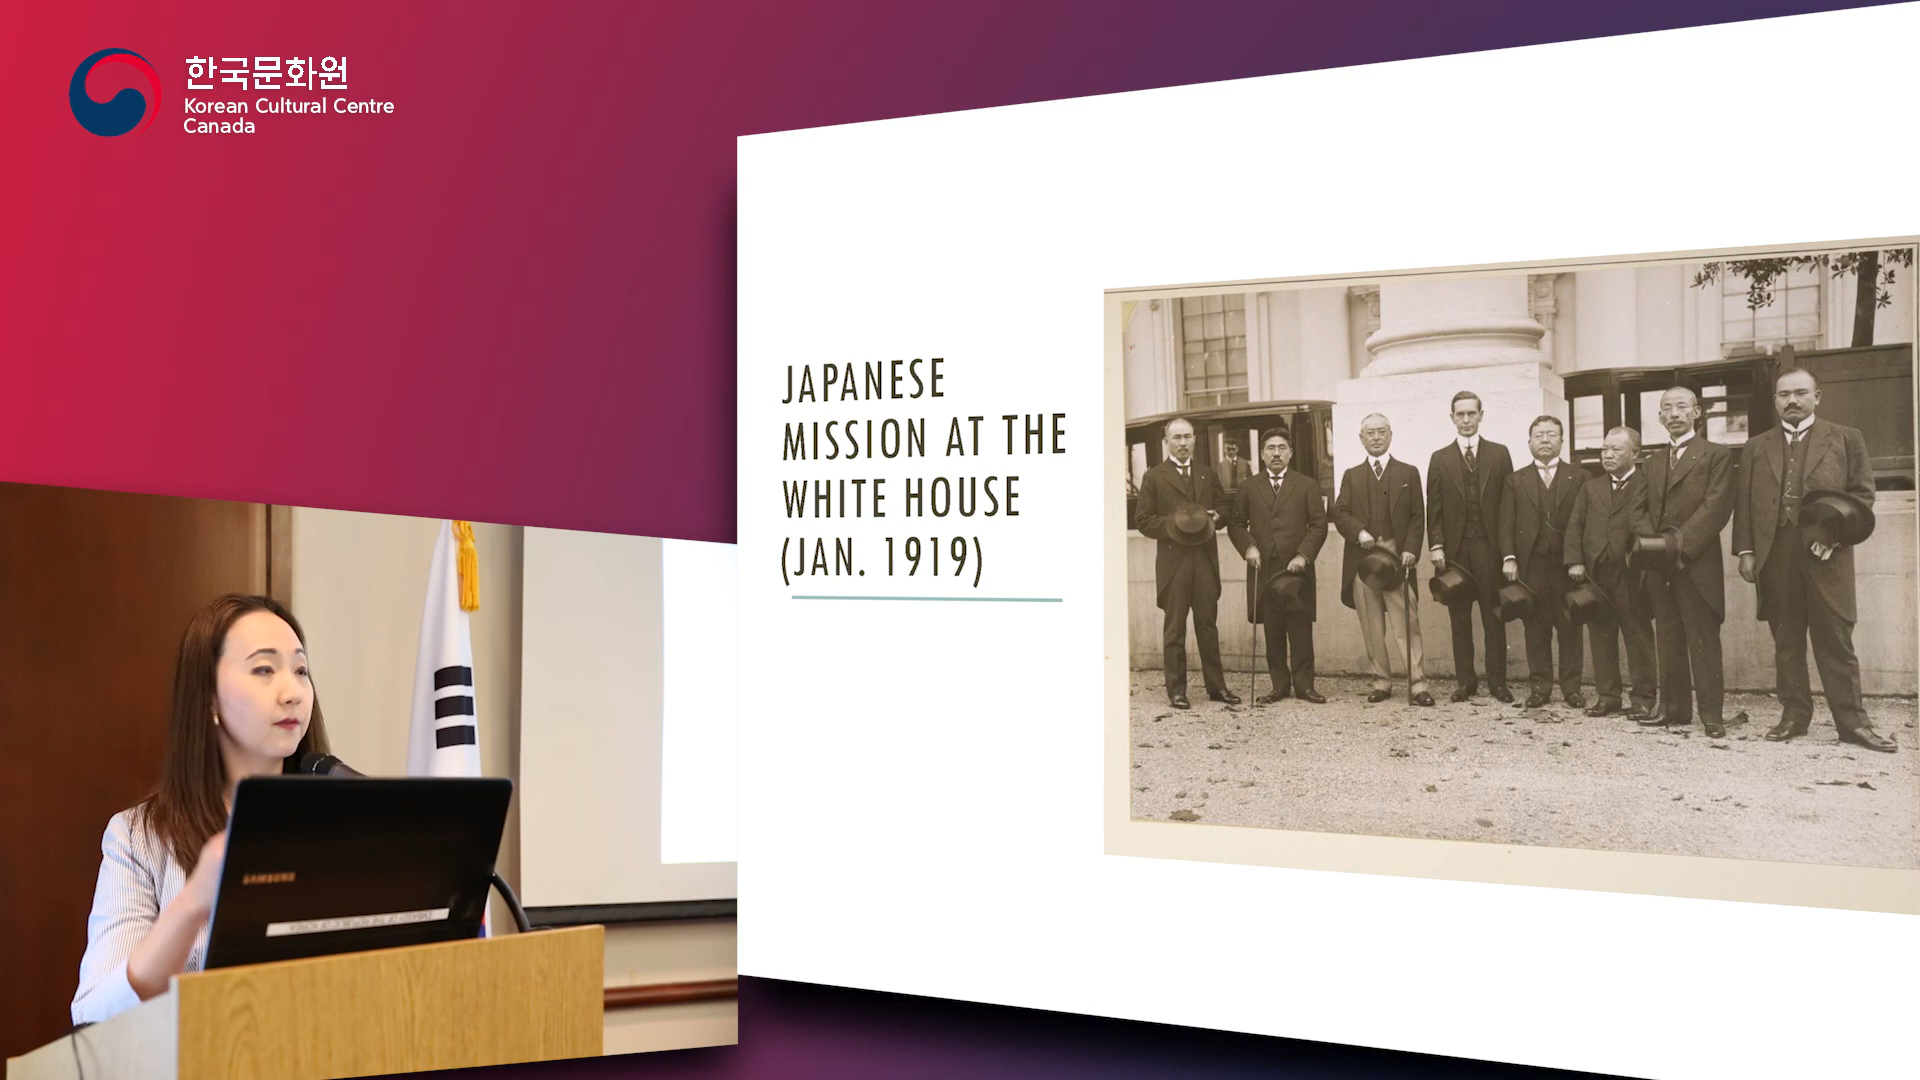 한국문화원
Korean Cultural Centre
Canada
JAPANESE
MISSION AT THE
WHITE HOUSE
(JAN. 1919)
SAMSUNG